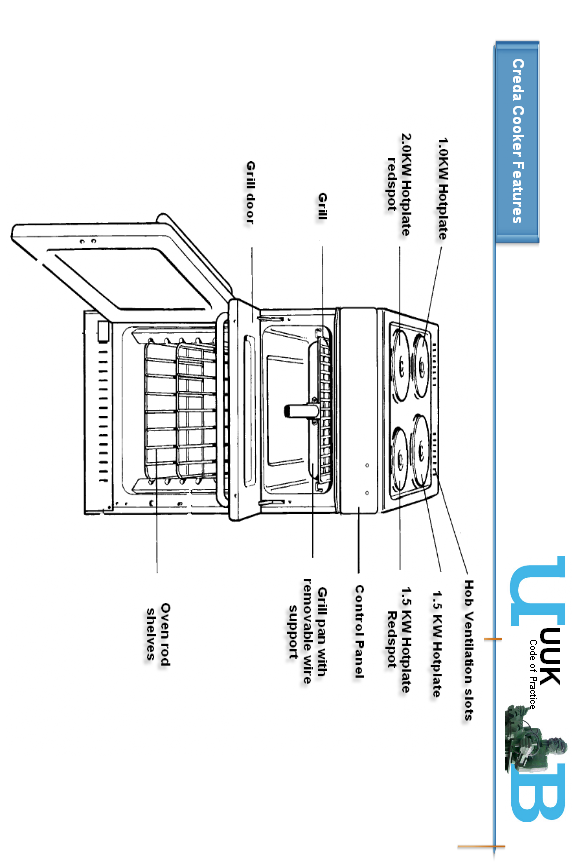 Creda Cooker Features
UUK
Code of Practice
U B
1.0KW Hotplate
2.0KW Hotplate
redspot
Grill
Grill door
Hob Ventilation slots
1.5 KW Hotplate
1.5 KW Hotplate
Redspot
Control Panel
Grill pan with
removable wire
support
Oven rod
shelves